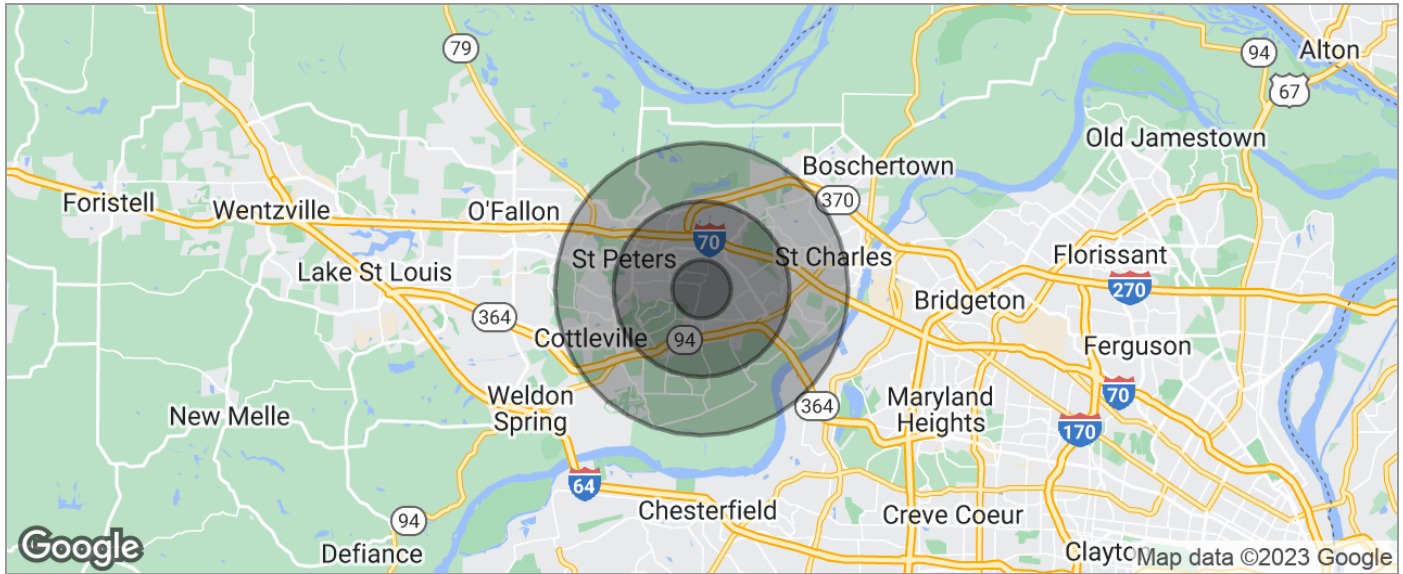 79
94
Alton
67
Old Jamestown
Boschertown
370
Foristell
Wentzville
O'Fallon
70
St Peters
St Charles
Florissant
Lake St Louis
270
Bridgeton
364
Cottleville
94
Ferguson
Weldon
Spring
70
Maryland
Heights
364
New Melle
170
64
Chesterfield
Creve Coeur
94
Defiance
Google
Clayto
Map data ©2023 Google